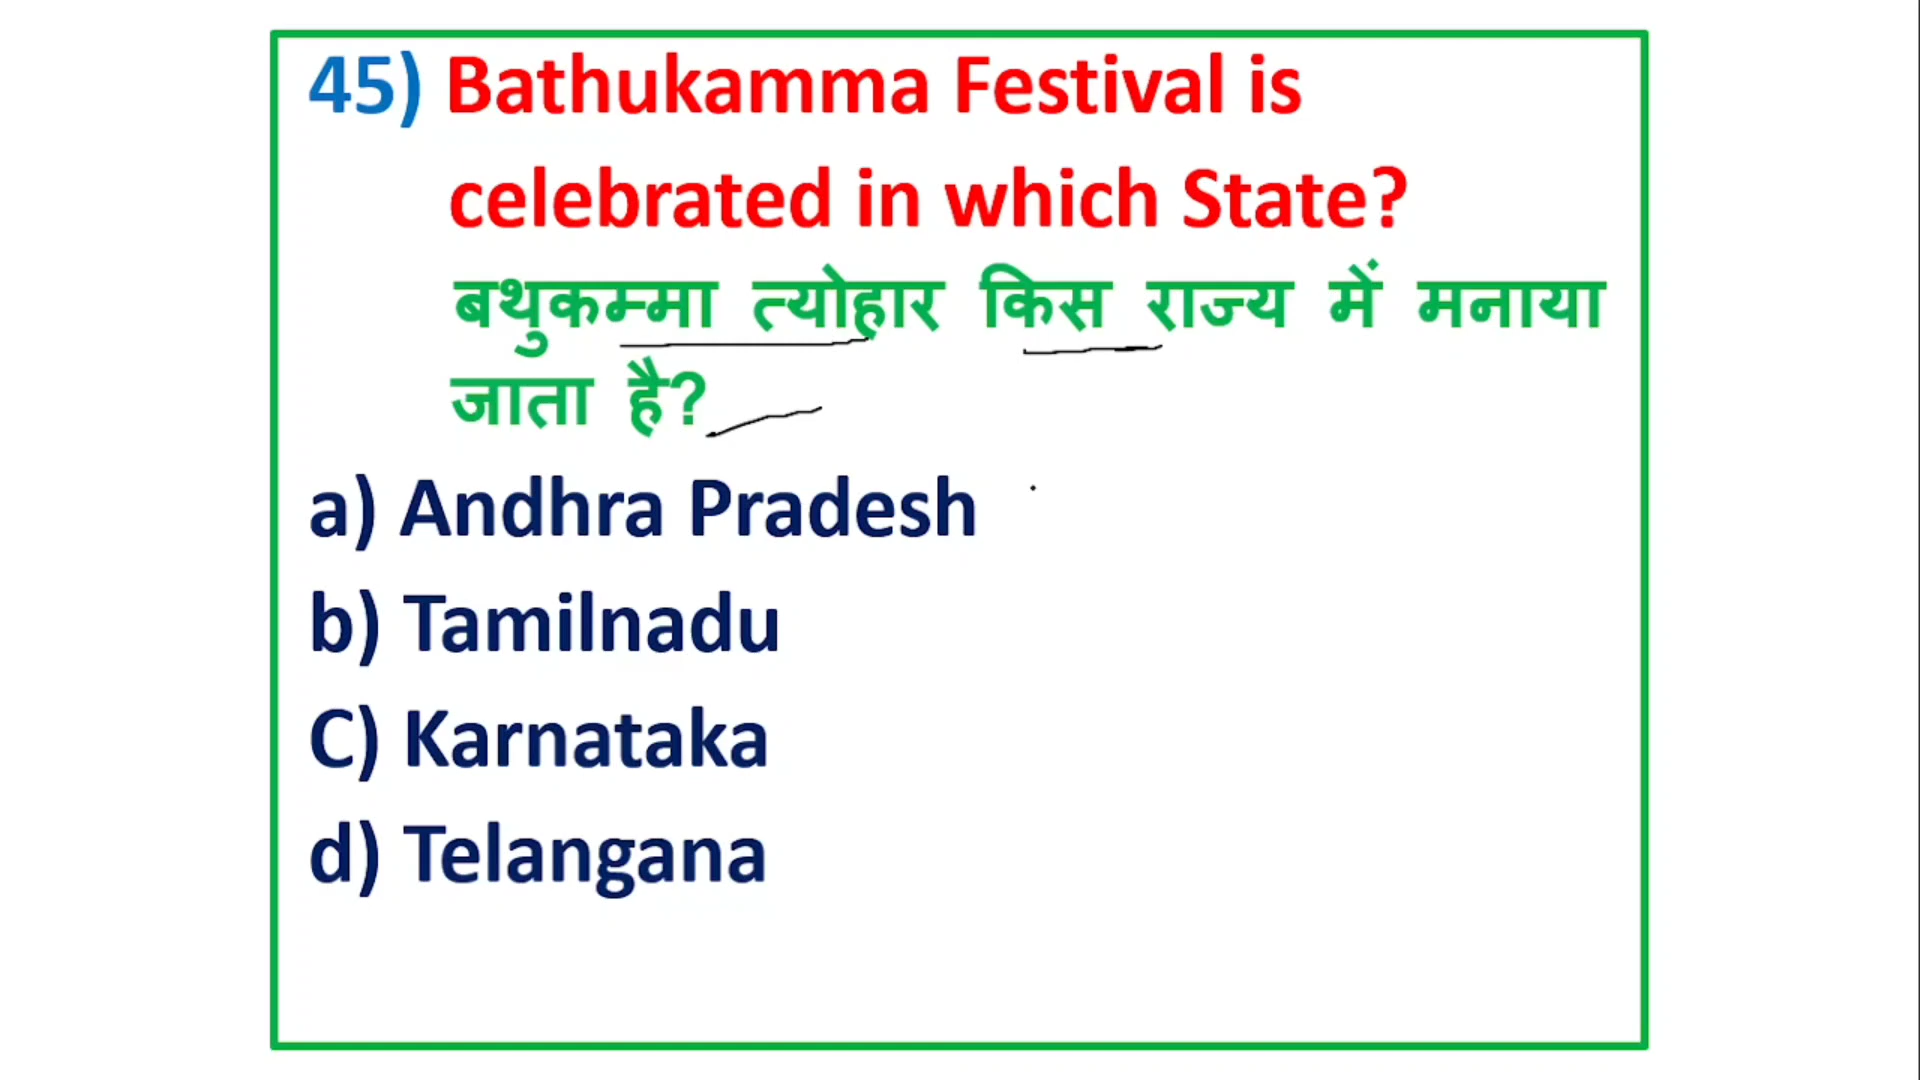 45) Bathukamma Festival is
celebrated in which State?
बथुकम्मा त्योहार किस राज्य में मनाया
जाता है?
a) Andhra Pradesh
b) Tamilnadu
C) Karnataka
d) Telangana